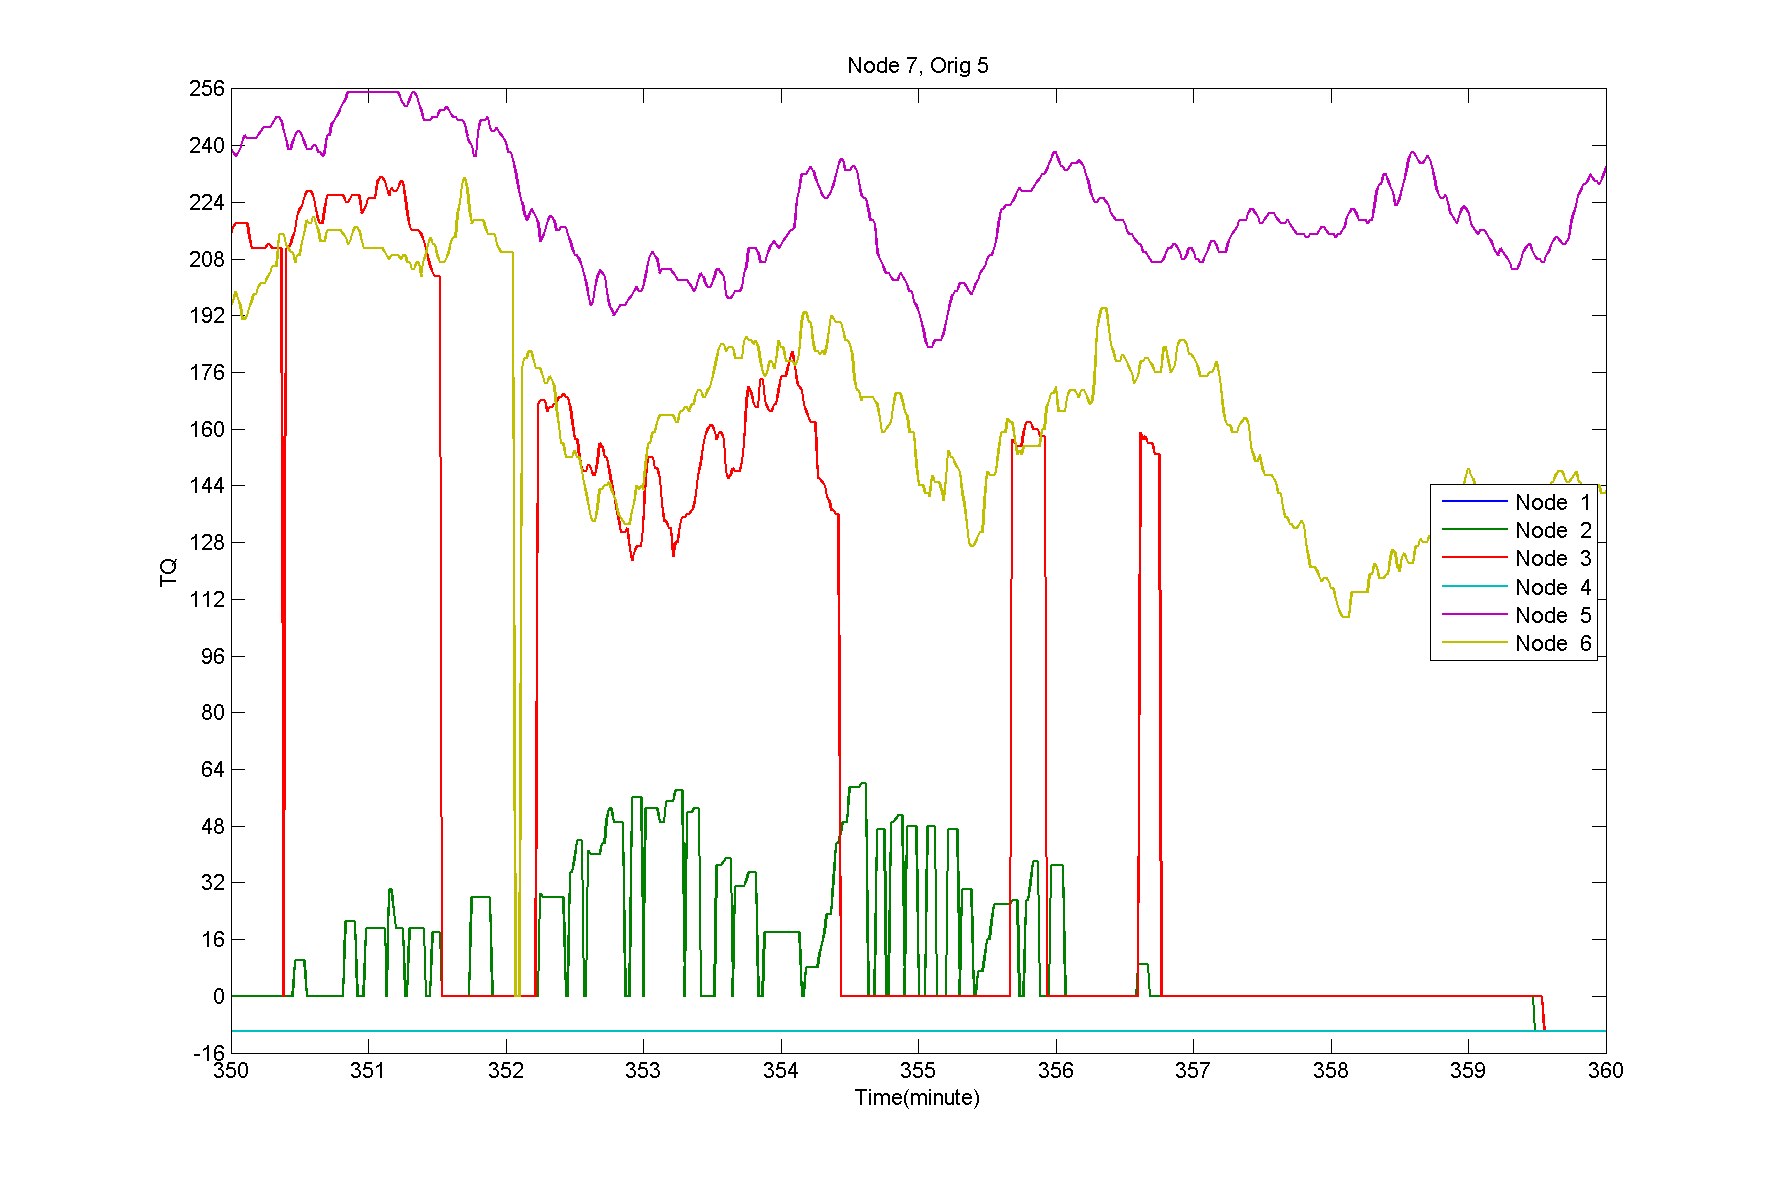 Node 7, Orig 5
256
240
224
208
192
176
160
144
128
112
96
80
64
48
32
16
0
-16
TQ
350 351 352 353 354 355 356 357 358 359 360
Time(minute)
Node 1
Node 2
Node 3
Node 4
Node 5
Node 6